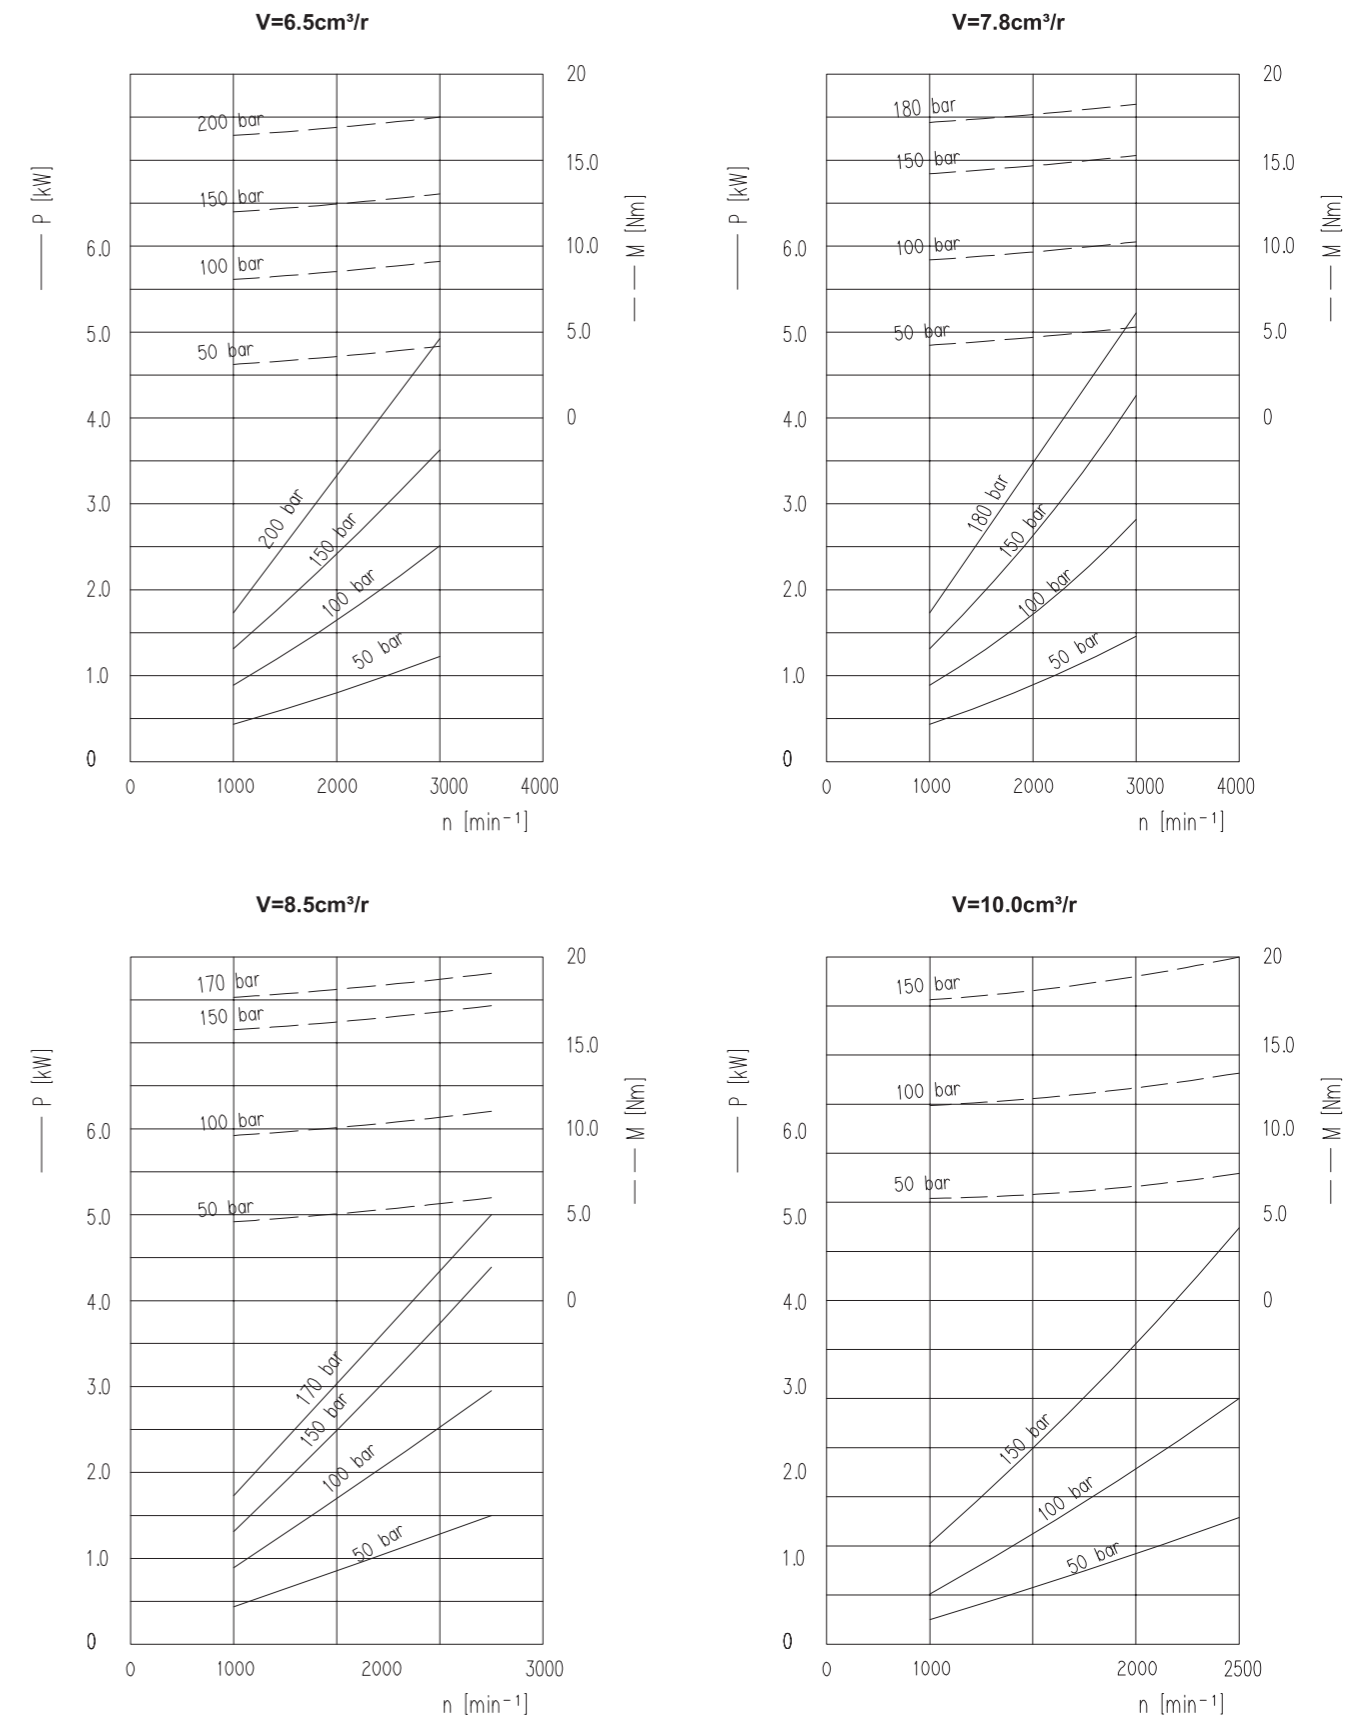 V=6.5cm³/r
200 bar
150 bar
100 bar
50 bar
200 bar
150 bar
100 bar
50 bar
P [kW]
6.0
5.0
4.0
3.0
2.0
1.0
0
20
15.0
10.0
5.0
0
M [Nm]
0 1000 2000 3000 4000
n [min⁻¹]
V=7.8cm³/r
180 bar
150 bar
100 bar
50 bar
180 bar
150 bar
100 bar
50 bar
P [kW]
6.0
5.0
4.0
3.0
2.0
1.0
0
20
15.0
10.0
5.0
0
M [Nm]
0 1000 2000 3000 4000
n [min⁻¹]
V=8.5cm³/r
170 bar
150 bar
100 bar
50 bar
170 bar
150 bar
100 bar
50 bar
P [kW]
6.0
5.0
4.0
3.0
2.0
1.0
0
20
15.0
10.0
5.0
0
M [Nm]
0 1000 2000 3000
n [min⁻¹]
V=10.0cm³/r
150 bar
100 bar
50 bar
150 bar
100 bar
50 bar
P [kW]
6.0
5.0
4.0
3.0
2.0
1.0
0
20
15.0
10.0
5.0
0
M [Nm]
0 1000 2000 2500
n [min⁻¹]